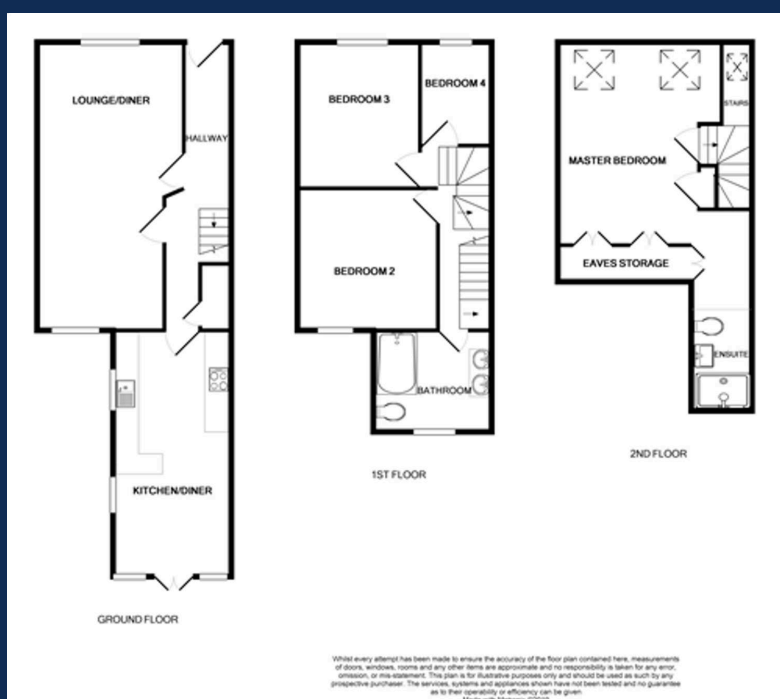 LOUNGE/DINER
HALLWAY
KITCHEN/DINER
GROUND FLOOR
BEDROOM 3
BEDROOM 4
BEDROOM 2
BATHROOM
1ST FLOOR
STAIRS
MASTER BEDROOM
EAVES STORAGE
ENSUITE
2ND FLOOR
Whilst every attempt has been made to ensure the accuracy of the floor plan contained here, measurements
of doors, windows, rooms and any other items are approximate and no responsibility is taken for any error,
omission, or mis-statement. This plan is for illustrative purposes only and should be used as such by any
prospective purchaser. The services, systems and appliances shown have not been tested and no guarantee
as to their operability or efficiency can be given